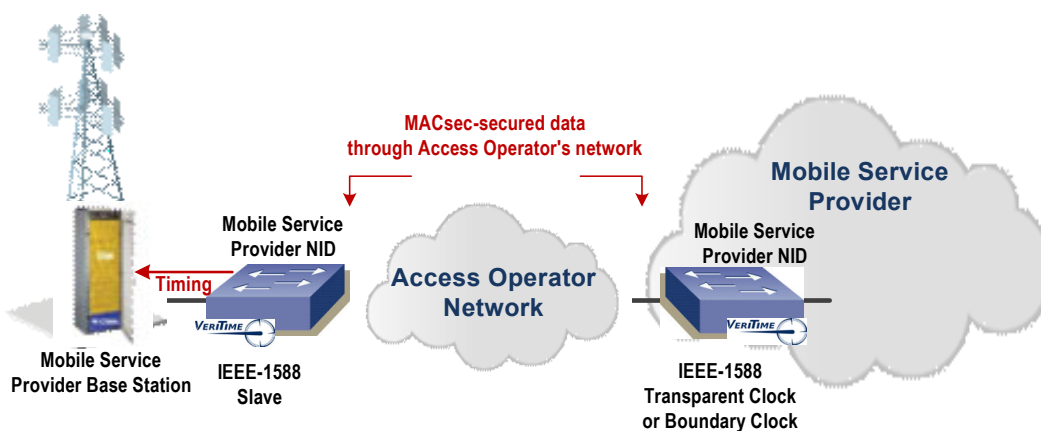 MACsec-secured data
through Access Operator's network
Mobile Service
Provider
Mobile Service
Provider NID
Mobile Service
Provider NID
Access Operator
Network
Timing
VERITIME
VERITIME
Mobile Service
Provider Base Station
IEEE-1588
Slave
IEEE-1588
Transparent Clock
or Boundary Clock